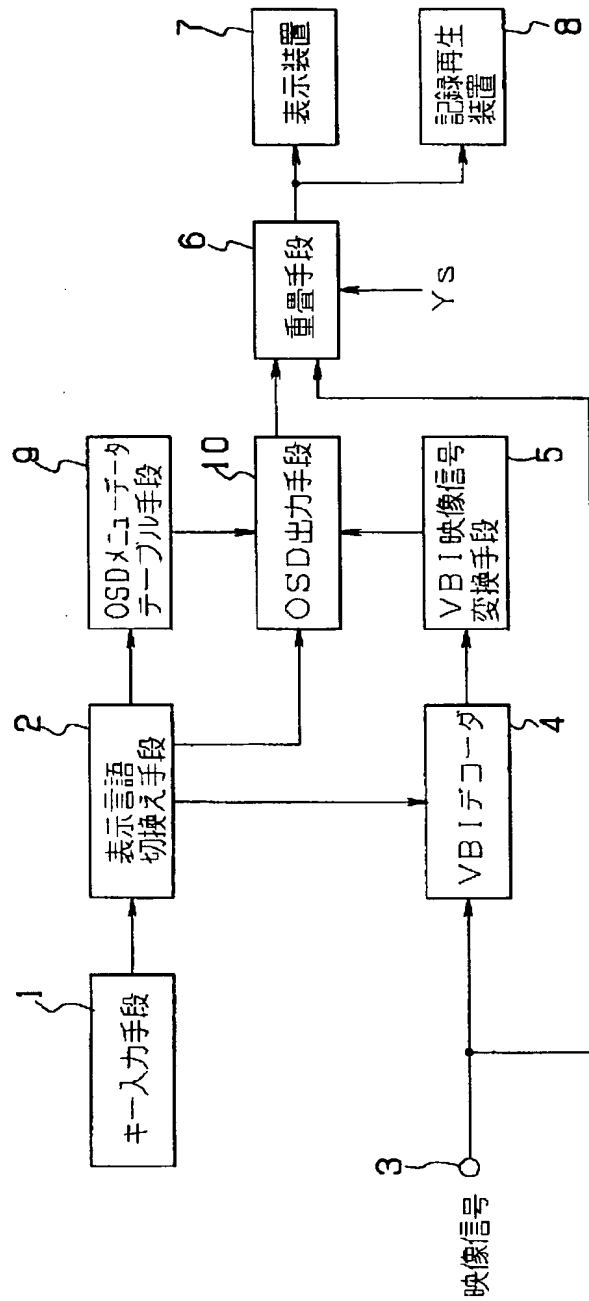 1
キー入力手段
2
表示言語
切換え手段
9
OSDメニューデータ
テーブル手段
10
OSD出力手段
6
重畳手段
Ys
7
表示装置
記録再生
装置
8
3
映像信号
VBIデコーダ
4
VBI映像信号
変換手段
5